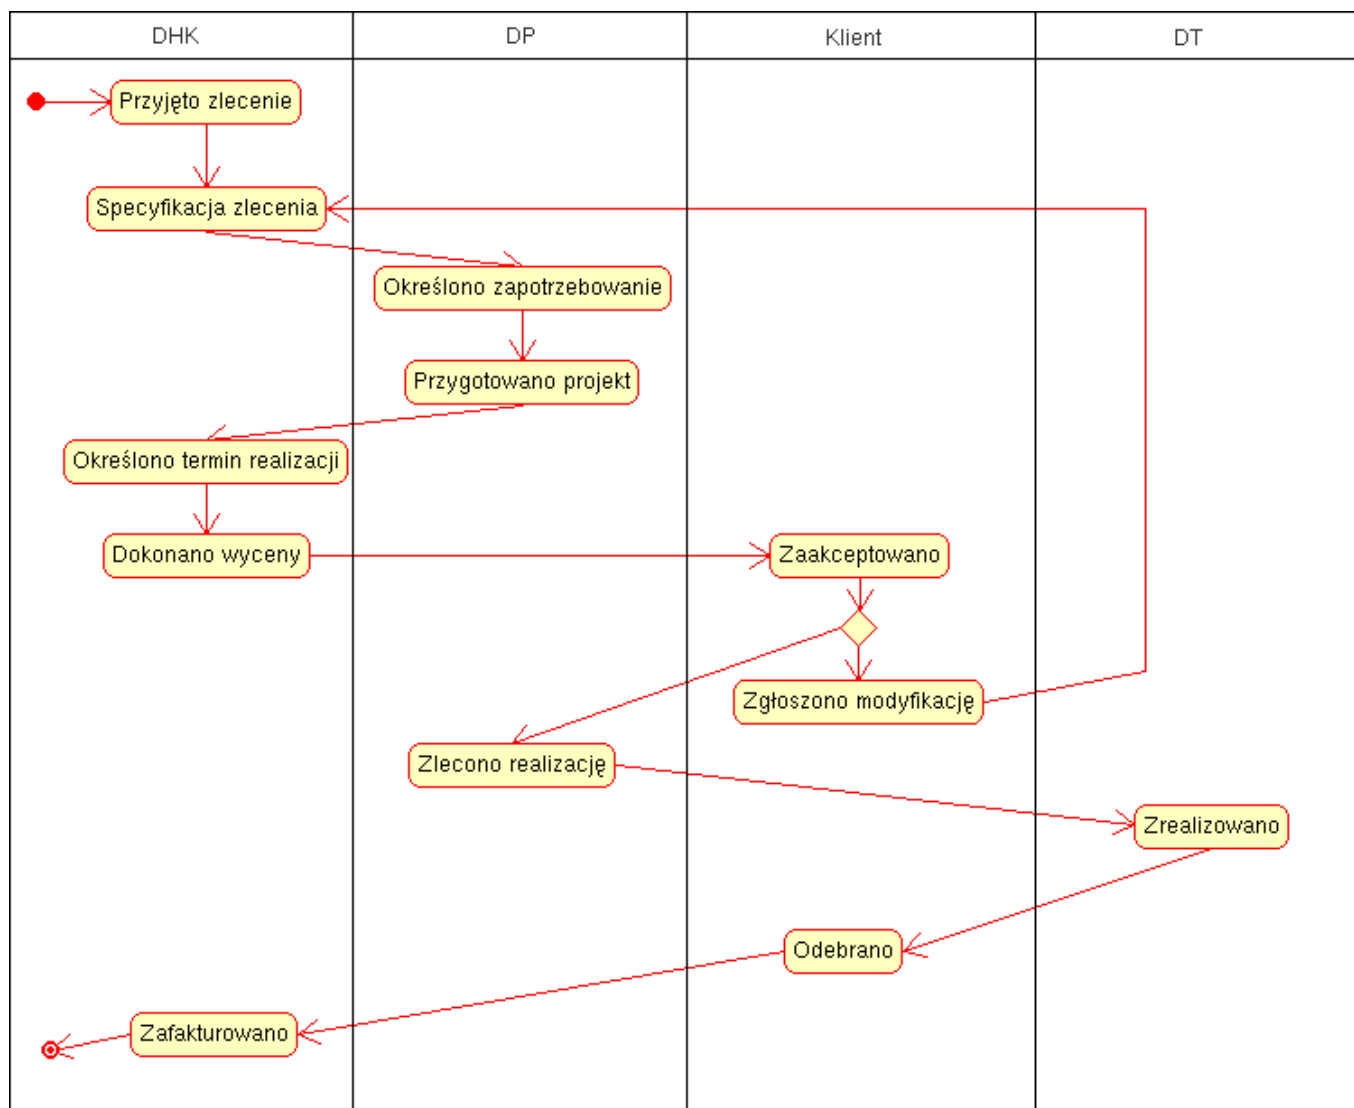 DHK
DP
Klient
DT
Przyjęto zlecenie
Specyfikacja zlecenia
Określono zapotrzebowanie
Przygotowano projekt
Określono termin realizacji
Dokonano wyceny
Zaakceptowano
Zgłoszono modyfikację
Zlecono realizację
Zrealizowano
Odebrano
Zafakturowano